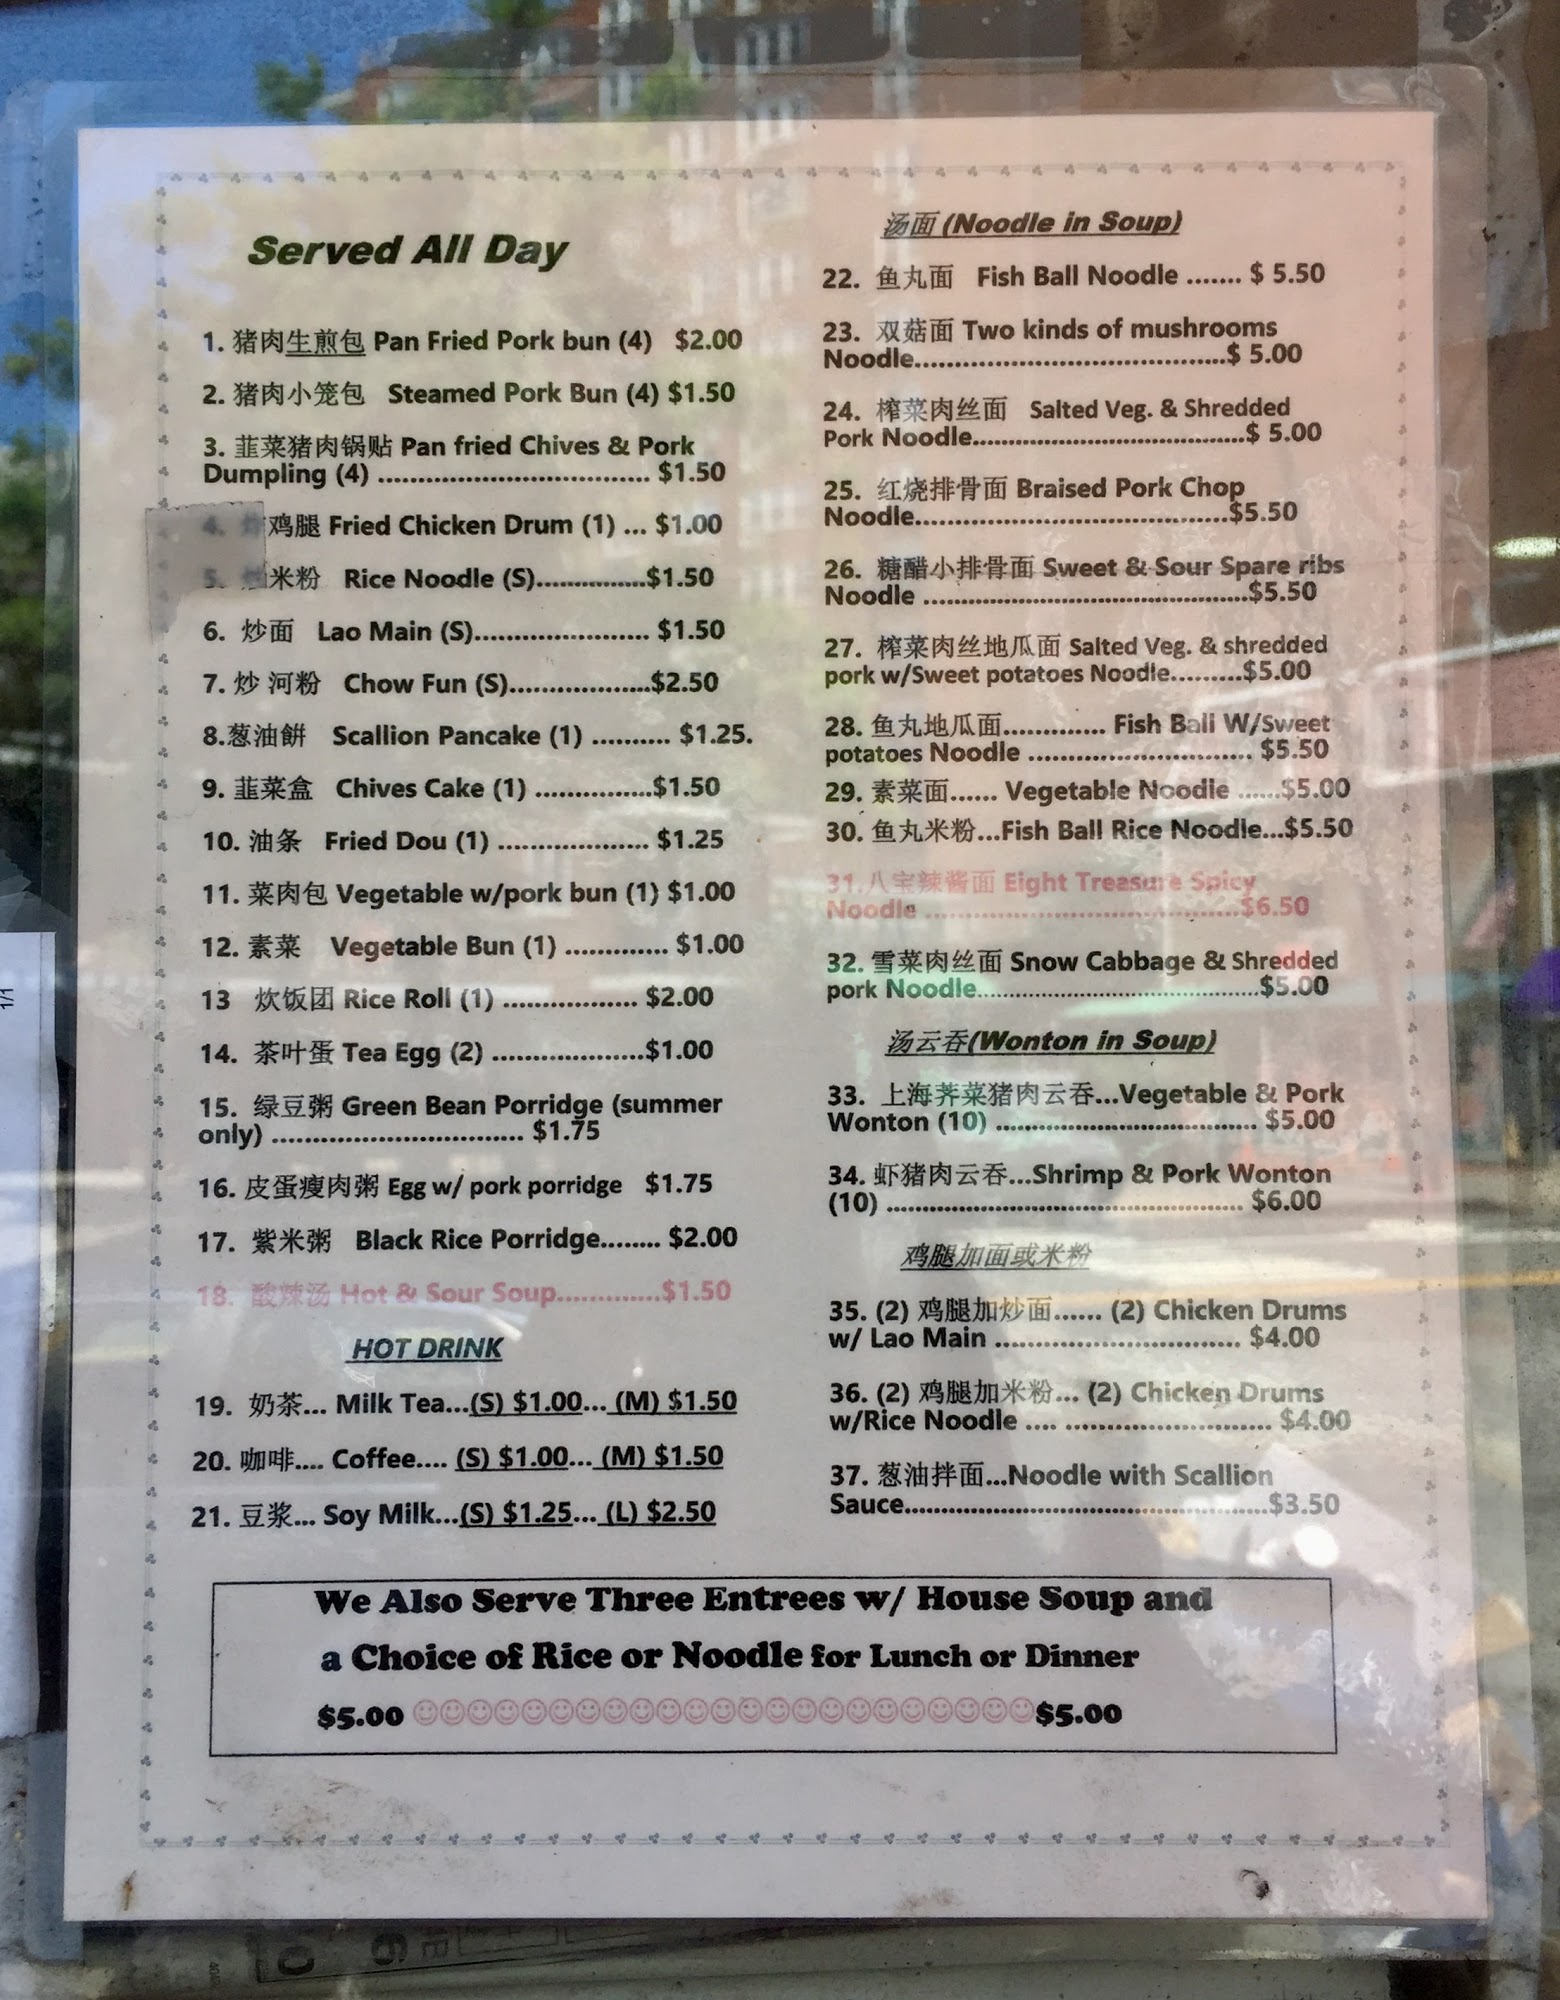 Served All Day
1. 猪肉生煎包 Pan Fried Pork bun (4) $2.00
2. 猪肉小笼包 Steamed Pork Bun (4) $1.50
3. 韭菜猪肉锅贴 Pan fried Chives & Pork
Dumpling (4) .................................. $1.50
4. 鸡腿 Fried Chicken Drum (1) ... $1.00
5. 米粉 Rice Noodle (S)..............$1.50
6. 炒面 Lao Main (S)...................... $1.50
7. 炒 河粉 Chow Fun (S)..................$2.50
8.葱油餅 Scallion Pancake (1) .......... $1.25.
9. 韭菜盒 Chives Cake (1) ...............$1.50
10. 油条 Fried Dou (1) ................... $1.25
11. 菜肉包 Vegetable w/pork bun (1) $1.00
12. 素菜 Vegetable Bun (1) ............. $1.00
13 炊饭团 Rice Roll (1) ................. $2.00
14. 茶叶蛋 Tea Egg (2) ...................$1.00
15. 绿豆粥 Green Bean Porridge (summer
only) ................................ $1.75
16. 皮蛋瘦肉粥 Egg w/ pork porridge $1.75
17. 紫米粥 Black Rice Porridge........ $2.00
18. 酸辣汤 Hot & Sour Soup.............$1.50
HOT DRINK
19. 奶茶... Milk Tea...(S) $1.00... (M) $1.50
20. 咖啡.... Coffee.... (S) $1.00... (M) $1.50
21. 豆浆... Soy Milk...(S) $1.25... (L) $2.50
汤面 (Noodle in Soup)
22. 鱼丸面 Fish Ball Noodle ....... $ 5.50
23. 双菇面 Two kinds of mushrooms
Noodle.......................................$ 5.00
24. 榨菜肉丝面 Salted Veg. & Shredded
Pork Noodle..................................$ 5.00
25. 红烧排骨面 Braised Pork Chop
Noodle.......................................$5.50
26. 糖醋小排骨面 Sweet & Sour Spare ribs
Noodle .........................................$5.50
27. 榨菜肉丝地瓜面 Salted Veg. & shredded
pork w/Sweet potatoes Noodle.........$5.00
28. 鱼丸地瓜面............. Fish Ball W/Sweet
potatoes Noodle ............................ $5.50
29. 素菜面...... Vegetable Noodle ......$5.00
30. 鱼丸米粉...Fish Ball Rice Noodle...$5.50
31.八宝辣酱面 Eight Treasure Spicy
Noodle .......................................$6.50
32. 雪菜肉丝面 Snow Cabbage & Shredded
pork Noodle...................................$5.00
汤云吞(Wonton in Soup)
33. 上海荠菜猪肉云吞...Vegetable & Pork
Wonton (10) ................................. $5.00
34. 虾猪肉云吞...Shrimp & Pork Wonton
(10) ............................................. $6.00
鸡腿加面或米粉
35. (2) 鸡腿加炒面...... (2) Chicken Drums
w/ Lao Main ............................... $4.00
36. (2) 鸡腿加米粉... (2) Chicken Drums
w/Rice Noodle .... .......................... $4.00
37. 葱油拌面...Noodle with Scallion
Sauce..............................................$3.50
We Also Serve Three Entrees w/ House Soup and
a Choice of Rice or Noodle for Lunch or Dinner
$5.00 ☺☺☺☺☺☺☺☺☺☺☺☺☺☺☺☺☺☺☺☺☺☺☺$5.00
1/1